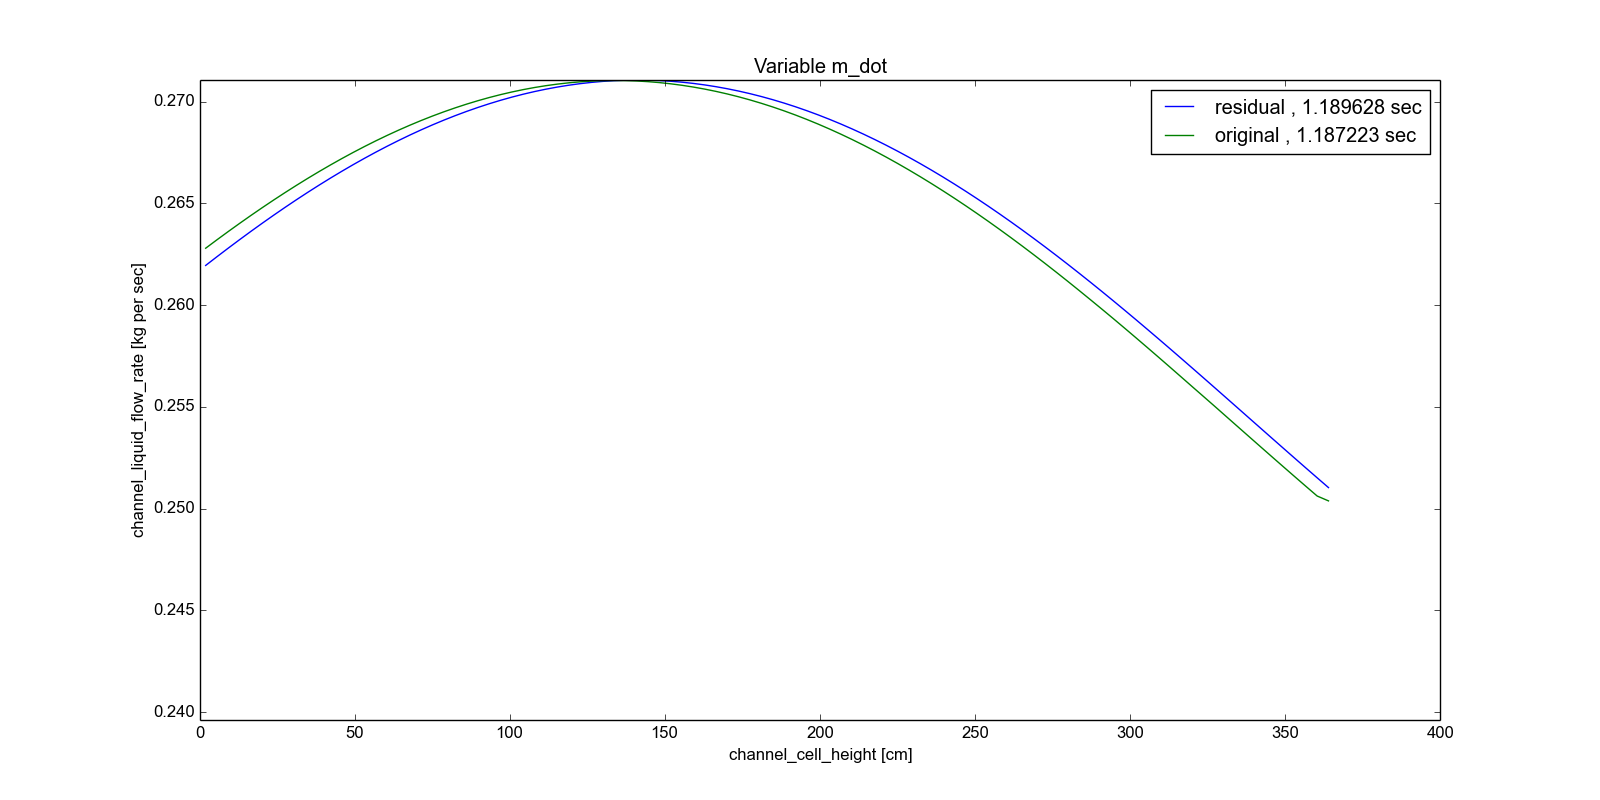 Variable m_dot
residual , 1.189628 sec
original , 1.187223 sec
channel_liquid_flow_rate [kg per sec]
0.270
0.265
0.260
0.255
0.250
0.245
0.240
0 50 100 150 200 250 300 350 400
channel_cell_height [cm]